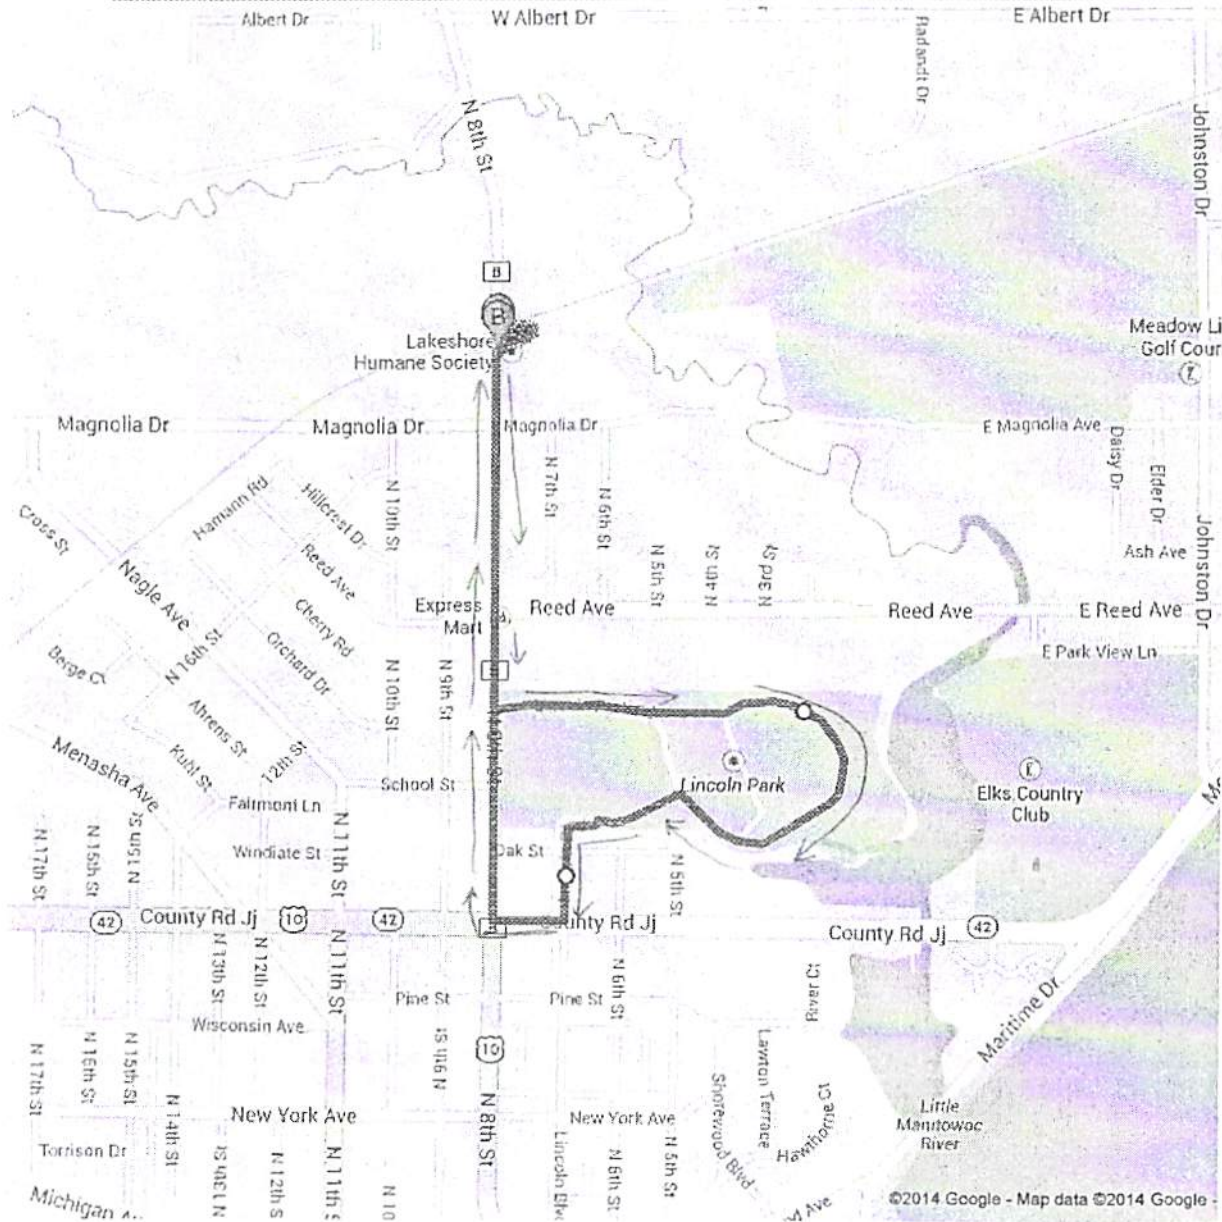 Albert Dr
W Albert Dr
E Albert Dr
Radandt Dr
N 8th St
Johnston Dr
B
B
Lakeshore
Humane Society
Meadow Li
Golf Cour
Magnolia Dr
Magnolia Dr
Magnolia Dr
E Magnolia Ave
Daisy Dr
Elder Dr
Hamann Rd
Hillcrest Dr
N 10th St
N 7th St
N 6th St
Cross St
Reed Ave
N 5th St
N 4th St
N 3rd St
Ash Ave
Johnston Dr
Nagle Ave
Cherry Rd
Express
Mart
Reed Ave
Reed Ave
E Reed Ave
Berge Ct
N 16th St
Orchard Dr
N 10th St
N 9th St
E Park View Ln
Ahrens St
Menasha Ave
Kuhl St
12th St
School St
Lincoln Park
Elks Country
Club
Fairmont Ln
N 17th St
N 15th St
N 11th St
Windiate St
Oak St
N 5th St
42
County Rd Jj
10
42
County Rd Jj
County Rd Jj
42
N 13th St
N 12th St
N 11th St
Pine St
Pine St
N 6th St
River Ct
Maritime Dr
Wisconsin Ave
N 17th St
N 16th St
N 15th St
N 9th St
10
Lawton Terrace
Shorewood Blvd
Hawthorne Ct
N 14th St
New York Ave
N 8th St
New York Ave
Little
Manitowoc
River
Torrison Dr
N 13th St
N 12th S
N 11th S
N 10
Lincoln Blv
N 6th St
N 5th St
Michigan
©2014 Google - Map data ©2014 Google -